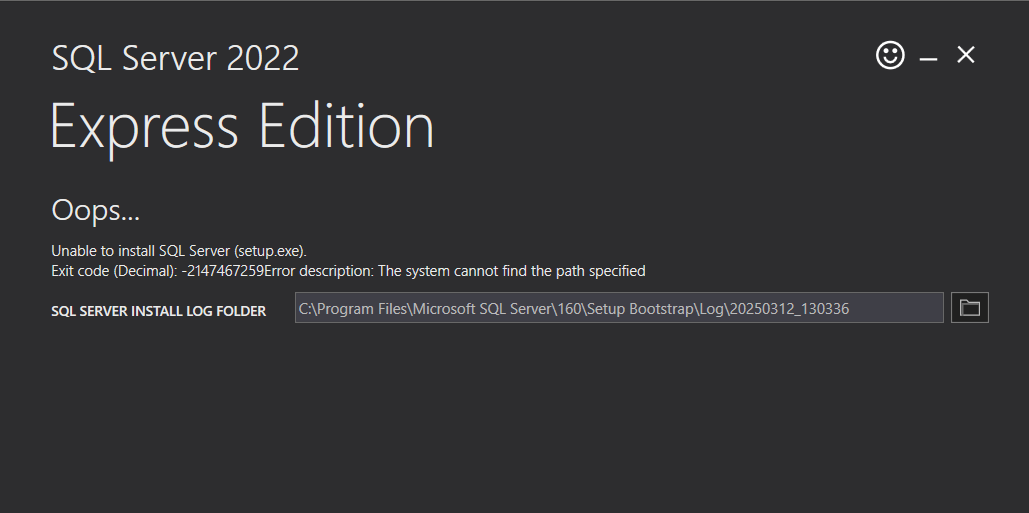 SQL Server 2022
Express Edition
Oops...
Unable to install SQL Server (setup.exe).
Exit code (Decimal): -2147467259Error description: The system cannot find the path specified
SQL SERVER INSTALL LOG FOLDER C:\Program Files\Microsoft SQL Server\160\Setup Bootstrap\Log\20250312_130336